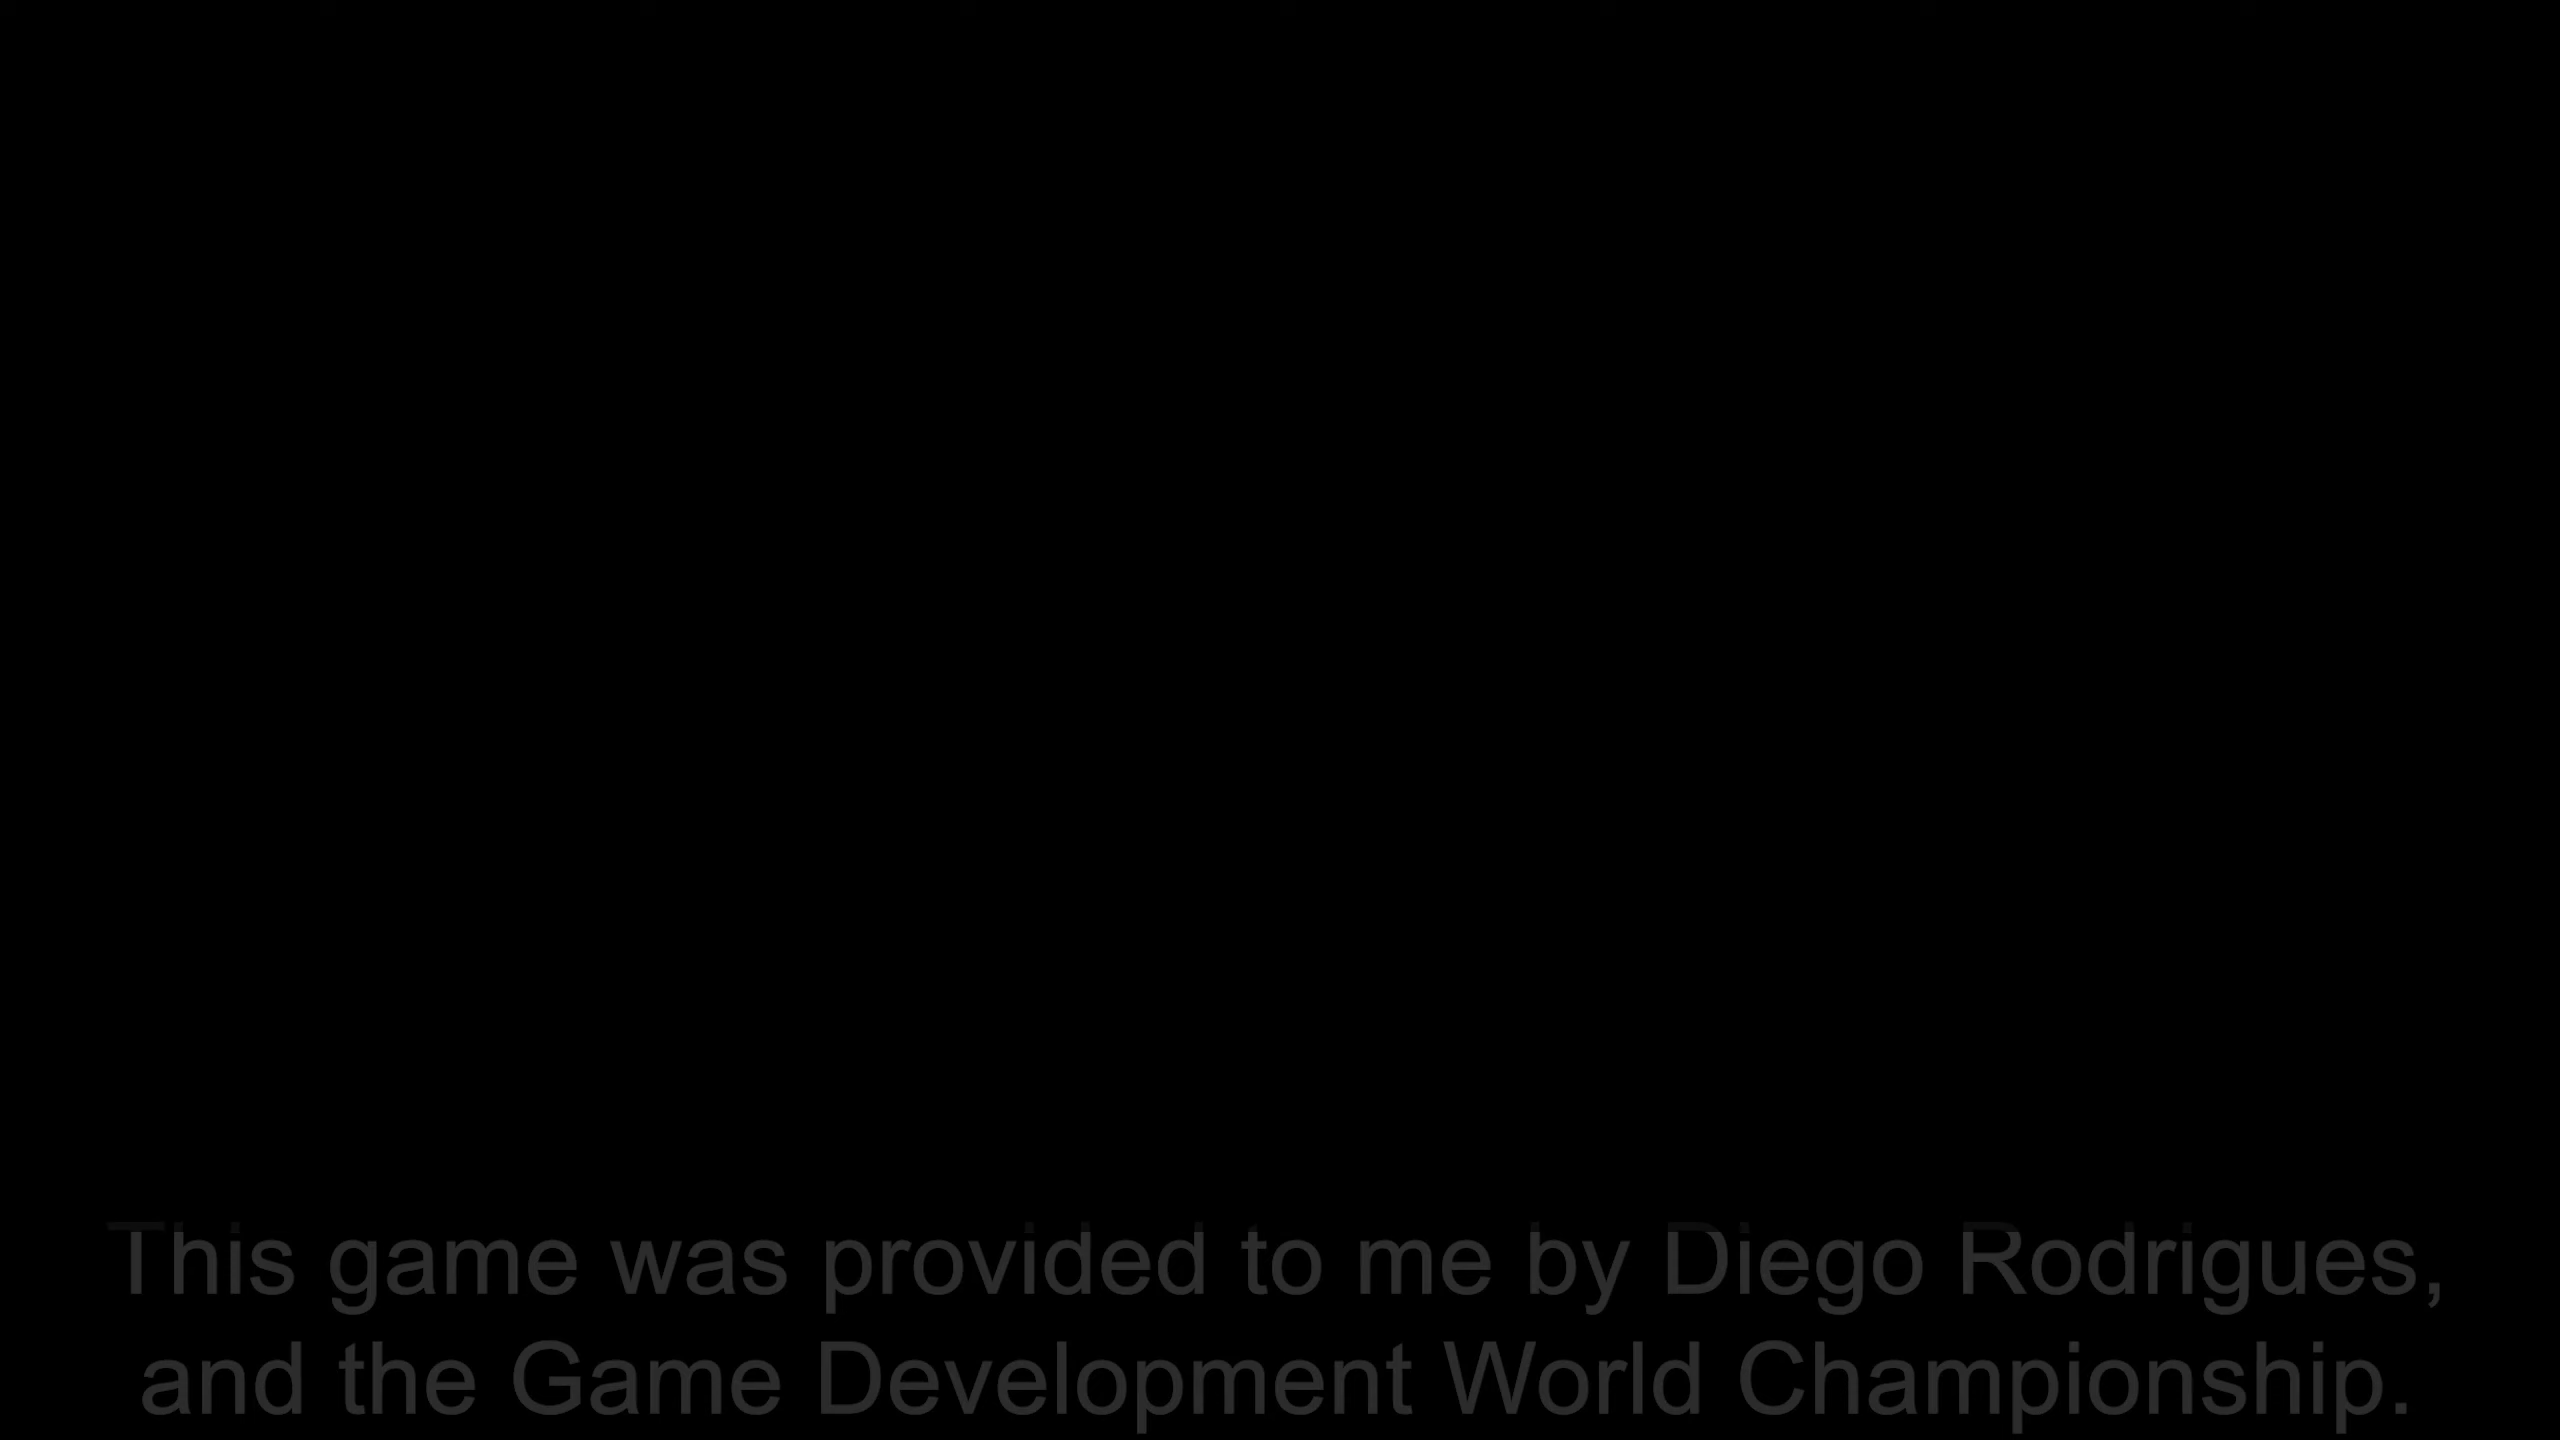 This game was provided to me by Diego Rodrigues,
and the Game Development World Championship.